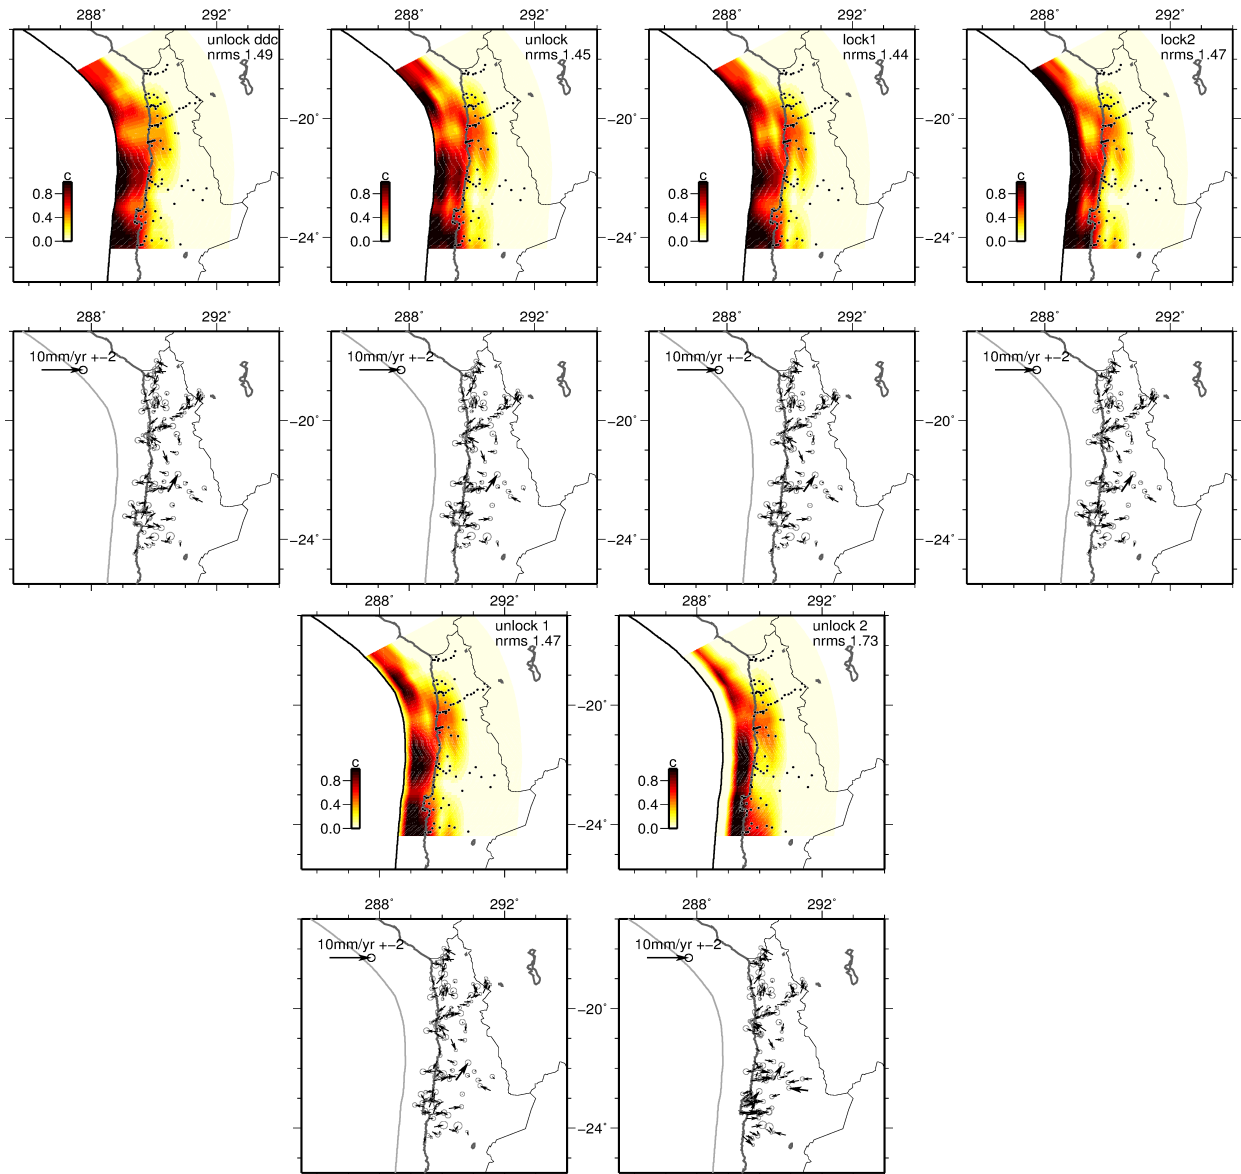 288° 292° 288° 292° 288° 292° 288° 292°
unlock ddc
nrms 1.49
unlock
nrms 1.45
lock1
nrms 1.44
lock2
nrms 1.47
−20° −20° −20° −20°
c c c c
0.8 0.8 0.8 0.8
0.4 0.4 0.4 0.4
0.0 0.0 0.0 0.0
−24° −24° −24° −24°
288° 292° 288° 292° 288° 292° 288° 292°
10mm/yr +−2 10mm/yr +−2 10mm/yr +−2 10mm/yr +−2
−20° −20° −20° −20°
−24° −24° −24° −24°
288° 292° 288° 292°
unlock 1
nrms 1.47
unlock 2
nrms 1.73
−20° −20°
c c
0.8 0.8
0.4 0.4
0.0 0.0
−24° −24°
288° 292° 288° 292°
10mm/yr +−2 10mm/yr +−2
−20° −20°
−24° −24°